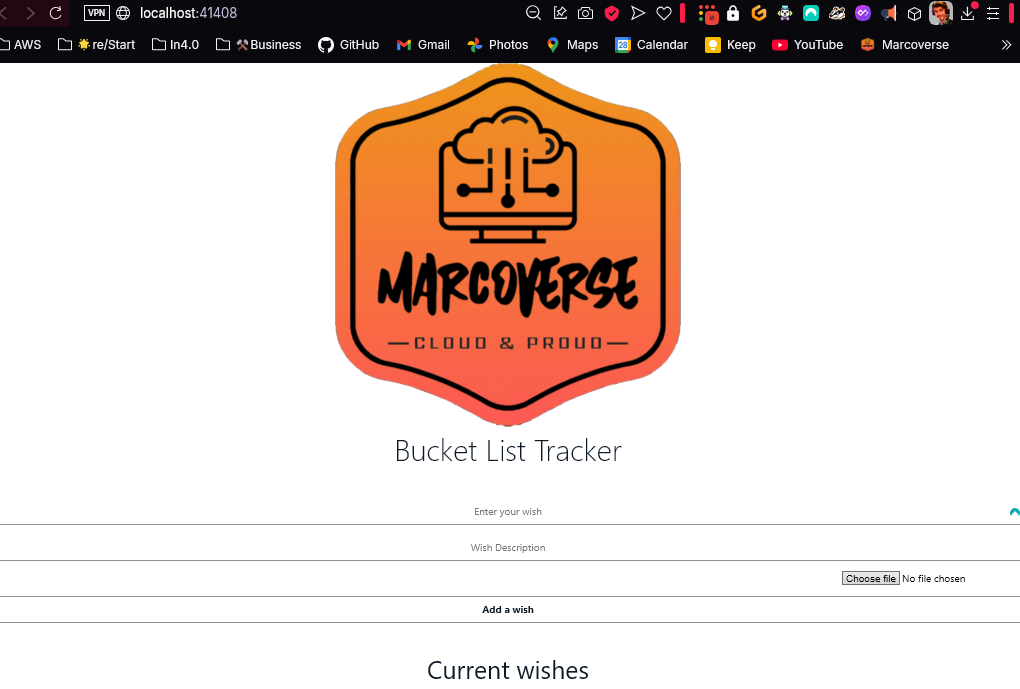 VPN localhost:41408
AWS re/Start In4.0 Business GitHub Gmail Photos Maps 28 Calendar Keep YouTube Marcoverse
MARCOVERSE
CLOUD & PROUD
Bucket List Tracker
Enter your wish
Wish Description
Choose file No file chosen
Add a wish
Current wishes